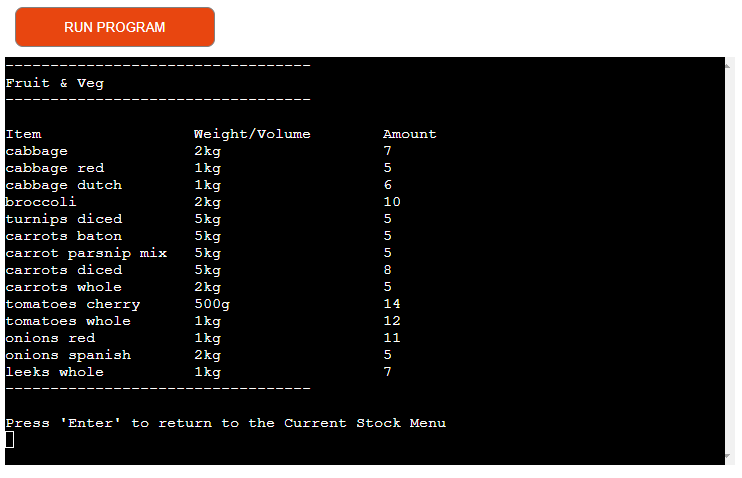 RUN PROGRAM
----------------------------------
Fruit & Veg
----------------------------------
Item Weight/Volume Amount
cabbage 2kg 7
cabbage red 1kg 5
cabbage dutch 1kg 6
broccoli 2kg 10
turnips diced 5kg 5
carrots baton 5kg 5
carrot parsnip mix 5kg 5
carrots diced 5kg 8
carrots whole 2kg 5
tomatoes cherry 500g 14
tomatoes whole 1kg 12
onions red 1kg 11
onions spanish 2kg 5
leeks whole 1kg 7
----------------------------------
Press 'Enter' to return to the Current Stock Menu